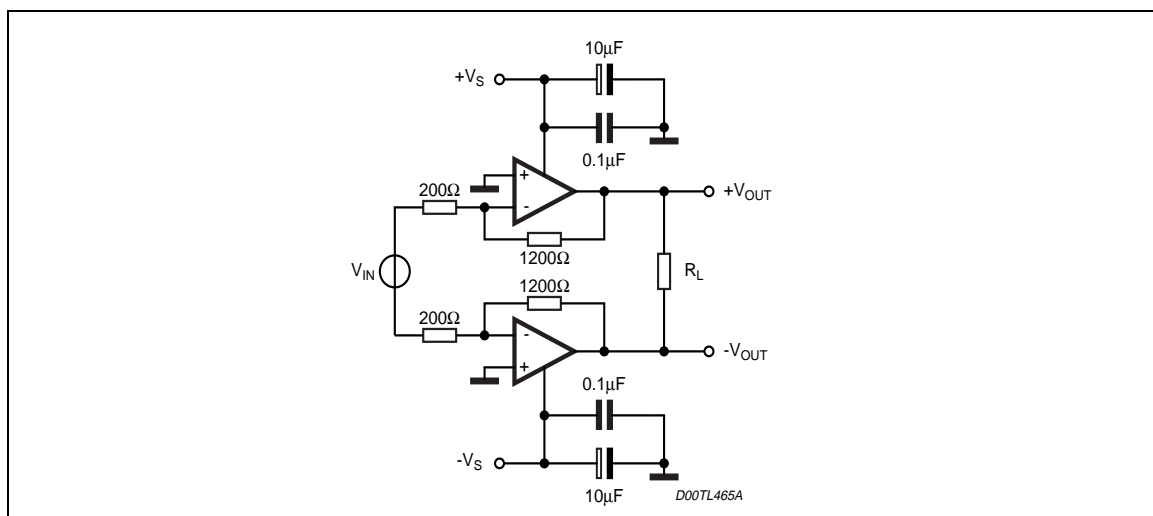 10µF
+VS
0.1µF
+
200Ω
+VOUT
-
1200Ω
VIN
RL
1200Ω
200Ω
-
-VOUT
+
0.1µF
-VS
10µF
D00TL465A